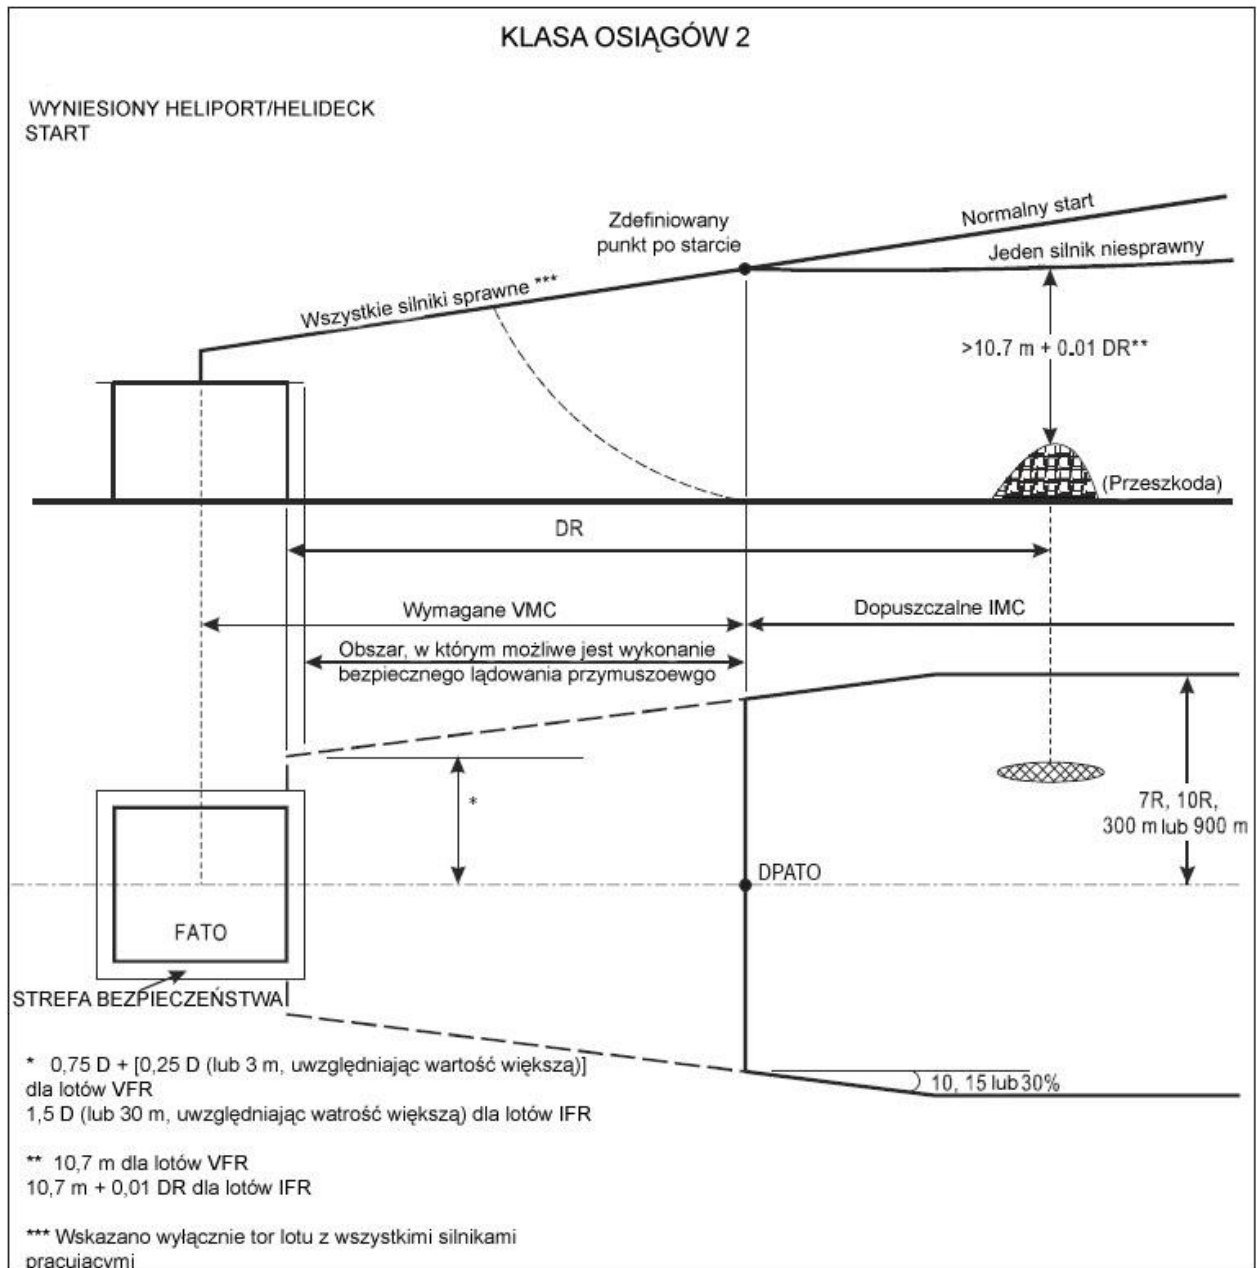 KLASA OSIĄGÓW 2
WYNIESIONY HELIPORT/HELIDECK
START
Zdefiniowany
punkt po starcie
Normalny start
Jeden silnik niesprawny
Wszystkie silniki sprawne ***
>10.7 m + 0.01 DR**
(Przeszkoda)
DR
Wymagane VMC
Dopuszczalne IMC
Obszar, w którym możliwe jest wykonanie
bezpiecznego lądowania przymuszoewgo
*
7R, 10R,
300 m lub 900 m
DPATO
FATO
STREFA BEZPIECZEŃSTWA
10, 15 lub 30%
* 0,75 D + [0,25 D (lub 3 m, uwzględniając wartość większą)]
dla lotów VFR
1,5 D (lub 30 m, uwzględniając watrość większą) dla lotów IFR
** 10,7 m dla lotów VFR
10,7 m + 0,01 DR dla lotów IFR
*** Wskazano wyłącznie tor lotu z wszystkimi silnikami
pracującymi